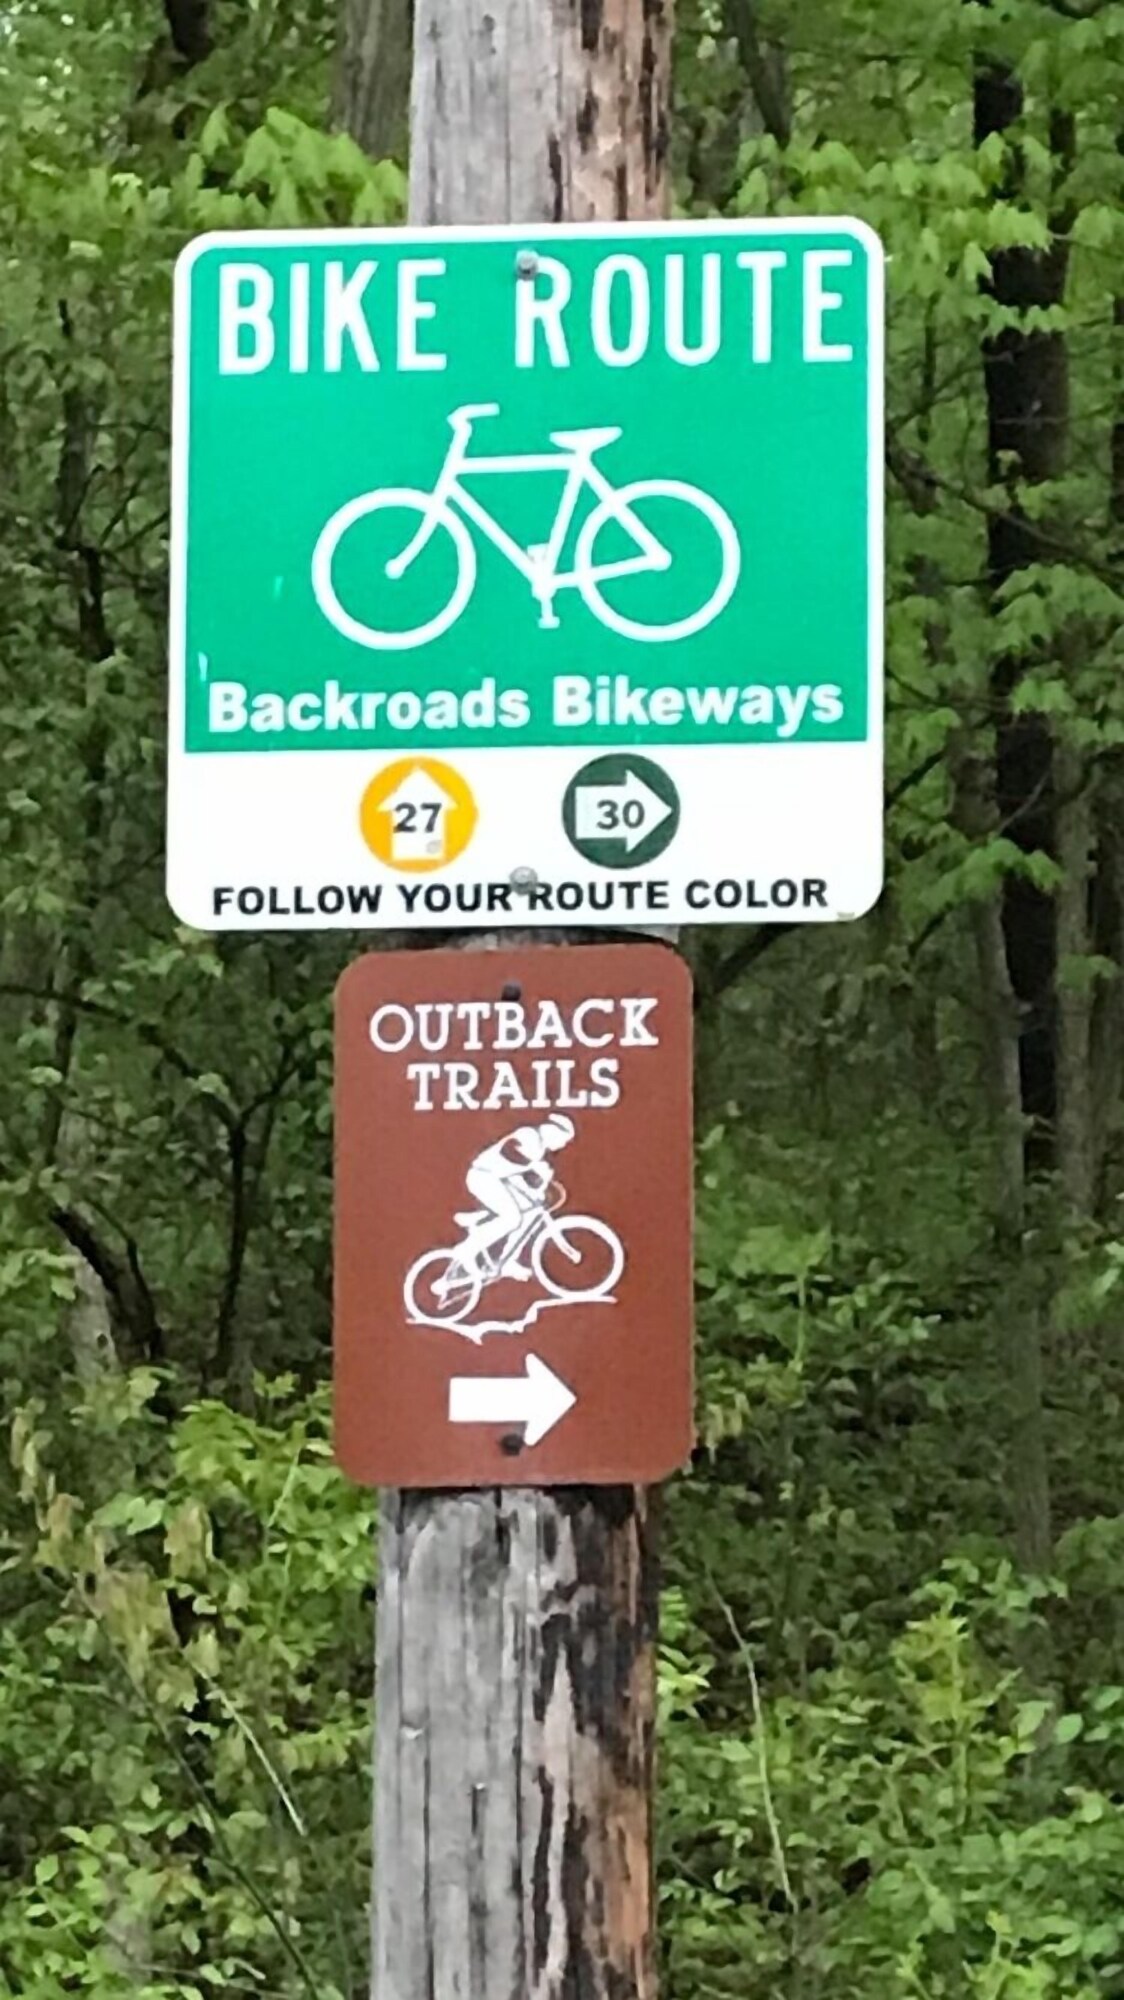 BIKE ROUTE
Backroads Bikeways
27 30
FOLLOW YOUR ROUTE COLOR
OUTBACK
TRAILS